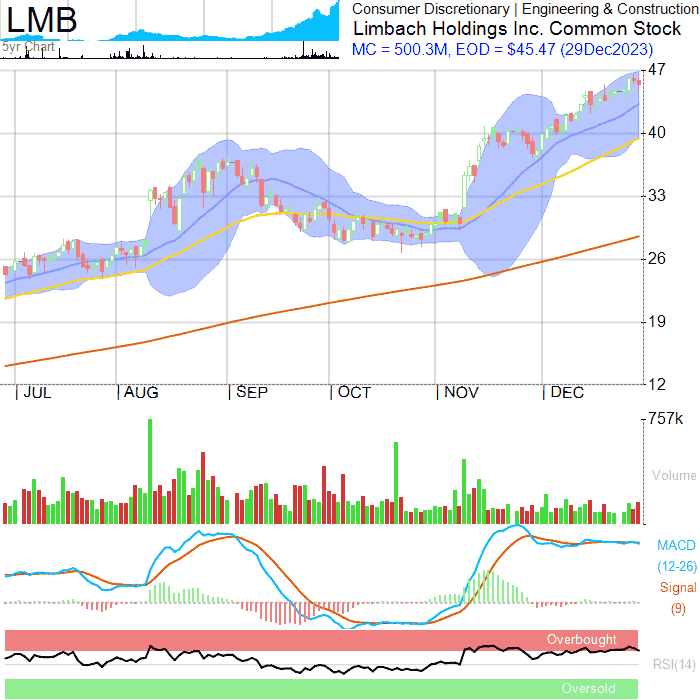 LMB
5yr Chart
Consumer Discretionary | Engineering & Construction
Limbach Holdings Inc. Common Stock
MC = 500.3M, EOD = $45.47 (29Dec2023)
47
40
33
26
19
12
JUL AUG SEP OCT NOV DEC
757k
Volume
MACD
(12-26)
Signal
(9)
Overbought
RSI(14)
Oversold